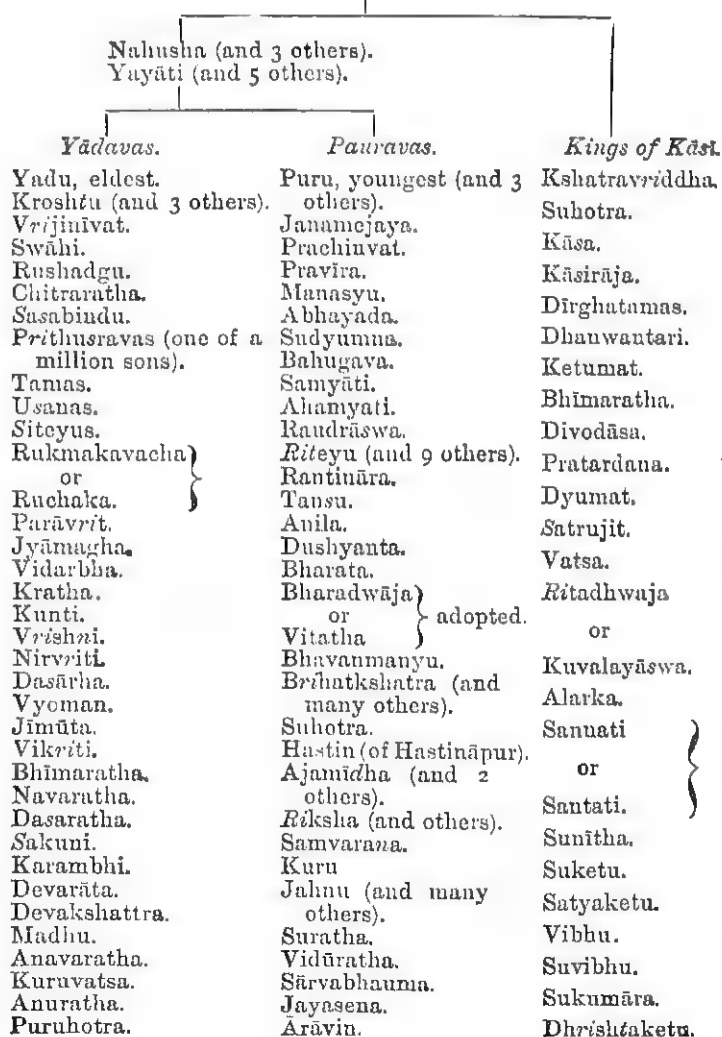 Nahusha (and 3 others).
Yayāti (and 5 others).
Yādavas.
Yadu, eldest.
Kroshtu (and 3 others).
Vrijinīvat.
Swāhi.
Rushadgu.
Chitraratha.
Sasabindu.
Prithusravas (one of a
million sons).
Tamas.
Usanas.
Siteyus.
Rukmakavacha
or
Ruchaka.
Parāvrit.
Jyāmagha.
Vidarbha.
Kratha.
Kunti.
Vrishni.
Nirvriti.
Dasārha.
Vyoman.
Jīmūta.
Vikriti.
Bhīmaratha.
Navaratha.
Dasaratha.
Sakuni.
Karambhi.
Devarāta.
Devakshattra.
Madhu.
Anavaratha.
Kuruvatsa.
Anuratha.
Puruhotra.
Pauravas.
Puru, youngest (and 3
others).
Janamejaya.
Prachinvat.
Pravīra.
Manasyu.
Abhayada.
Sudyumna.
Bahugava.
Samyāti.
Ahamyati.
Raudrāswa.
Riteyu (and 9 others).
Rantināra.
Tansu.
Anila.
Dushyanta.
Bharata.
Bharadwāja
or adopted.
Vitatha
Bhavanmanyu.
Brihatkshatra (and
many others).
Suhotra.
Hastin (of Hastināpur).
Ajamīdha (and 2
others).
Riksha (and others).
Samvarana.
Kuru
Jahnu (and many
others).
Suratha.
Vidūratha.
Sārvabhauma.
Jayasena.
Ārāvin.
Kings of Kāsi.
Kshatravriddha.
Suhotra.
Kāsa.
Kāsirāja.
Dīrghatamas.
Dhanwantari.
Ketumat.
Bhīmaratha.
Divodāsa.
Pratardana.
Dyumat.
Satrujit.
Vatsa.
Ritadhwaja
or
Kuvalayāswa.
Alarka.
Sannati
or
Santati.
Sunītha.
Suketu.
Satyaketu.
Vibhu.
Suvibhu.
Sukumāra.
Dhrishtaketu.